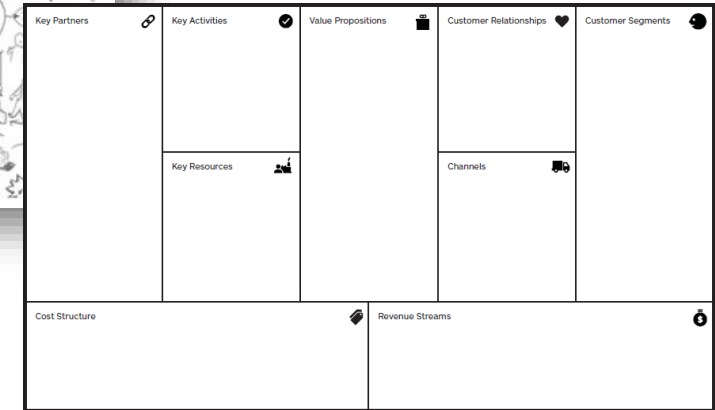 Key Partners
Key Activities
Value Propositions
Customer Relationships
Customer Segments
Key Resources
Channels
Cost Structure
Revenue Streams